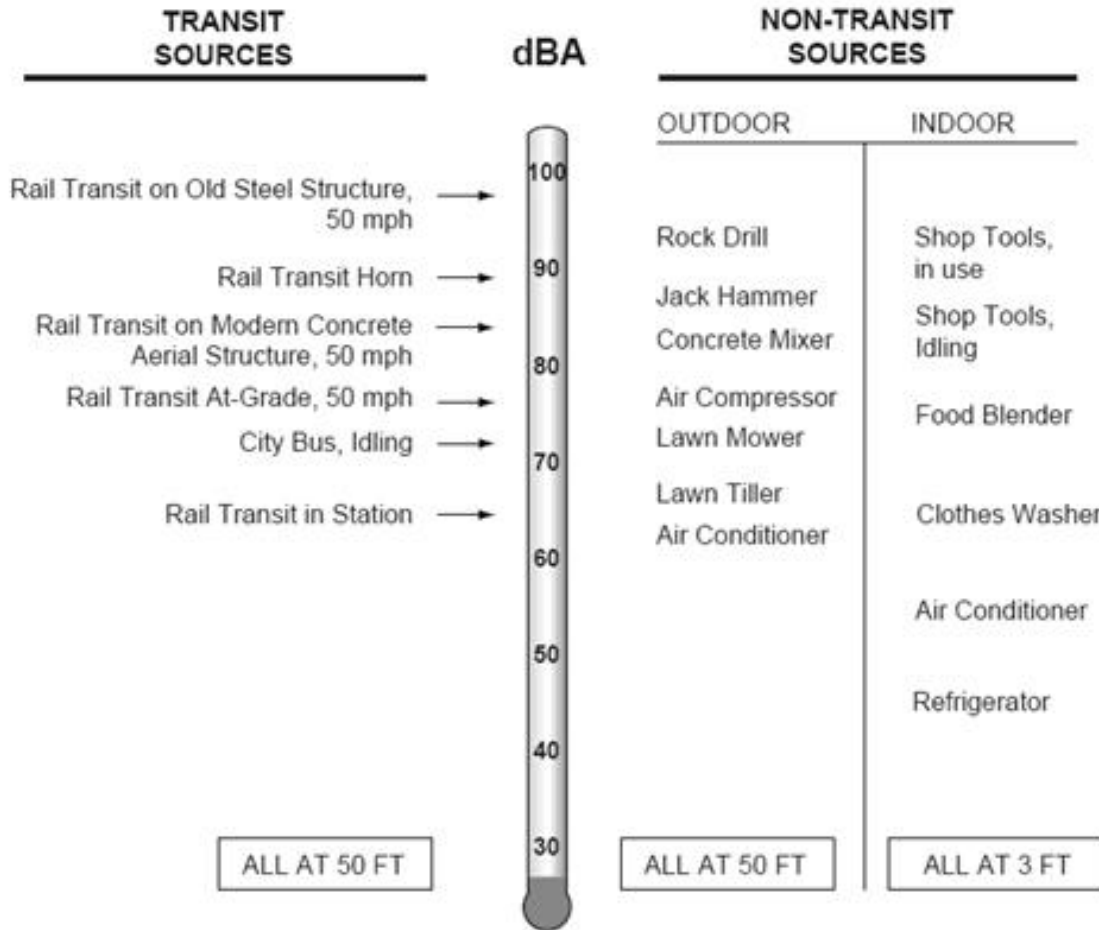 TRANSIT
SOURCES
dBA
NON-TRANSIT
SOURCES
OUTDOOR
INDOOR
Rail Transit on Old Steel Structure,
50 mph
Rail Transit Horn
Rail Transit on Modern Concrete
Aerial Structure, 50 mph
Rail Transit At-Grade, 50 mph
City Bus, Idling
Rail Transit in Station
ALL AT 50 FT
100
90
80
70
60
50
40
30
Rock Drill
Jack Hammer
Concrete Mixer
Air Compressor
Lawn Mower
Lawn Tiller
Air Conditioner
ALL AT 50 FT
Shop Tools,
in use
Shop Tools,
Idling
Food Blender
Clothes Washer
Air Conditioner
Refrigerator
ALL AT 3 FT